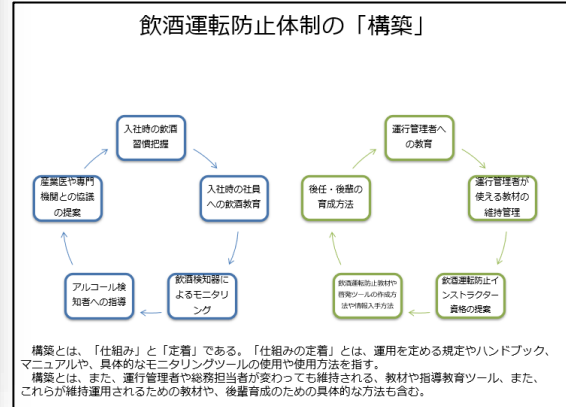 飲酒運転防止体制の「構築」
入社時の飲酒
習慣把握
入社時の社員
への飲酒教育
飲酒検知器に
よるモニタリ
ング
アルコール検
知者への指導
産業医や専門
機関との協議
の提案
運行管理者へ
の教育
運行管理者が
使える教材の
維持管理
飲酒運転防止イ
ンストラクター
資格の提案
飲酒運転防止教材や
啓発ツールの作成方
法や情報入手方法
後任・後輩の
育成方法
構築とは、「仕組み」と「定着」である。「仕組みの定着」とは、運用を定める規定やハンドブック、
マニュアルや、具体的なモニタリングツールの使用や使用方法を指す。
構築とは、また、運行管理者や総務担当者が変わっても維持される、教材や指導教育ツール、また、
これらが維持運用されるための教材や、後輩育成のための具体的な方法も含む。